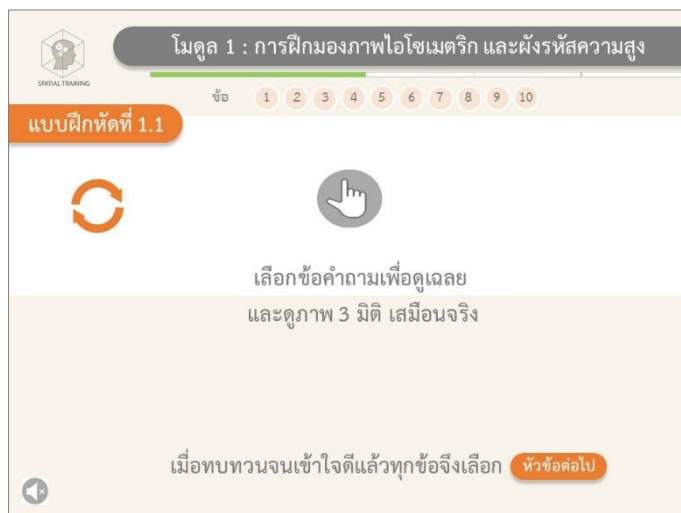 โมดูล 1 : การฝึกมองภาพไอโซเมตริก และผังรหัสความสูง
SPATIAL TRAINING
ข้อ 1 2 3 4 5 6 7 8 9 10
แบบฝึกหัดที่ 1.1
เลือกข้อคำถามเพื่อดูเฉลย
และดูภาพ 3 มิติ เสมือนจริง
เมื่อทบทวนจนเข้าใจดีแล้วทุกข้อจึงเลือก หัวข้อต่อไป